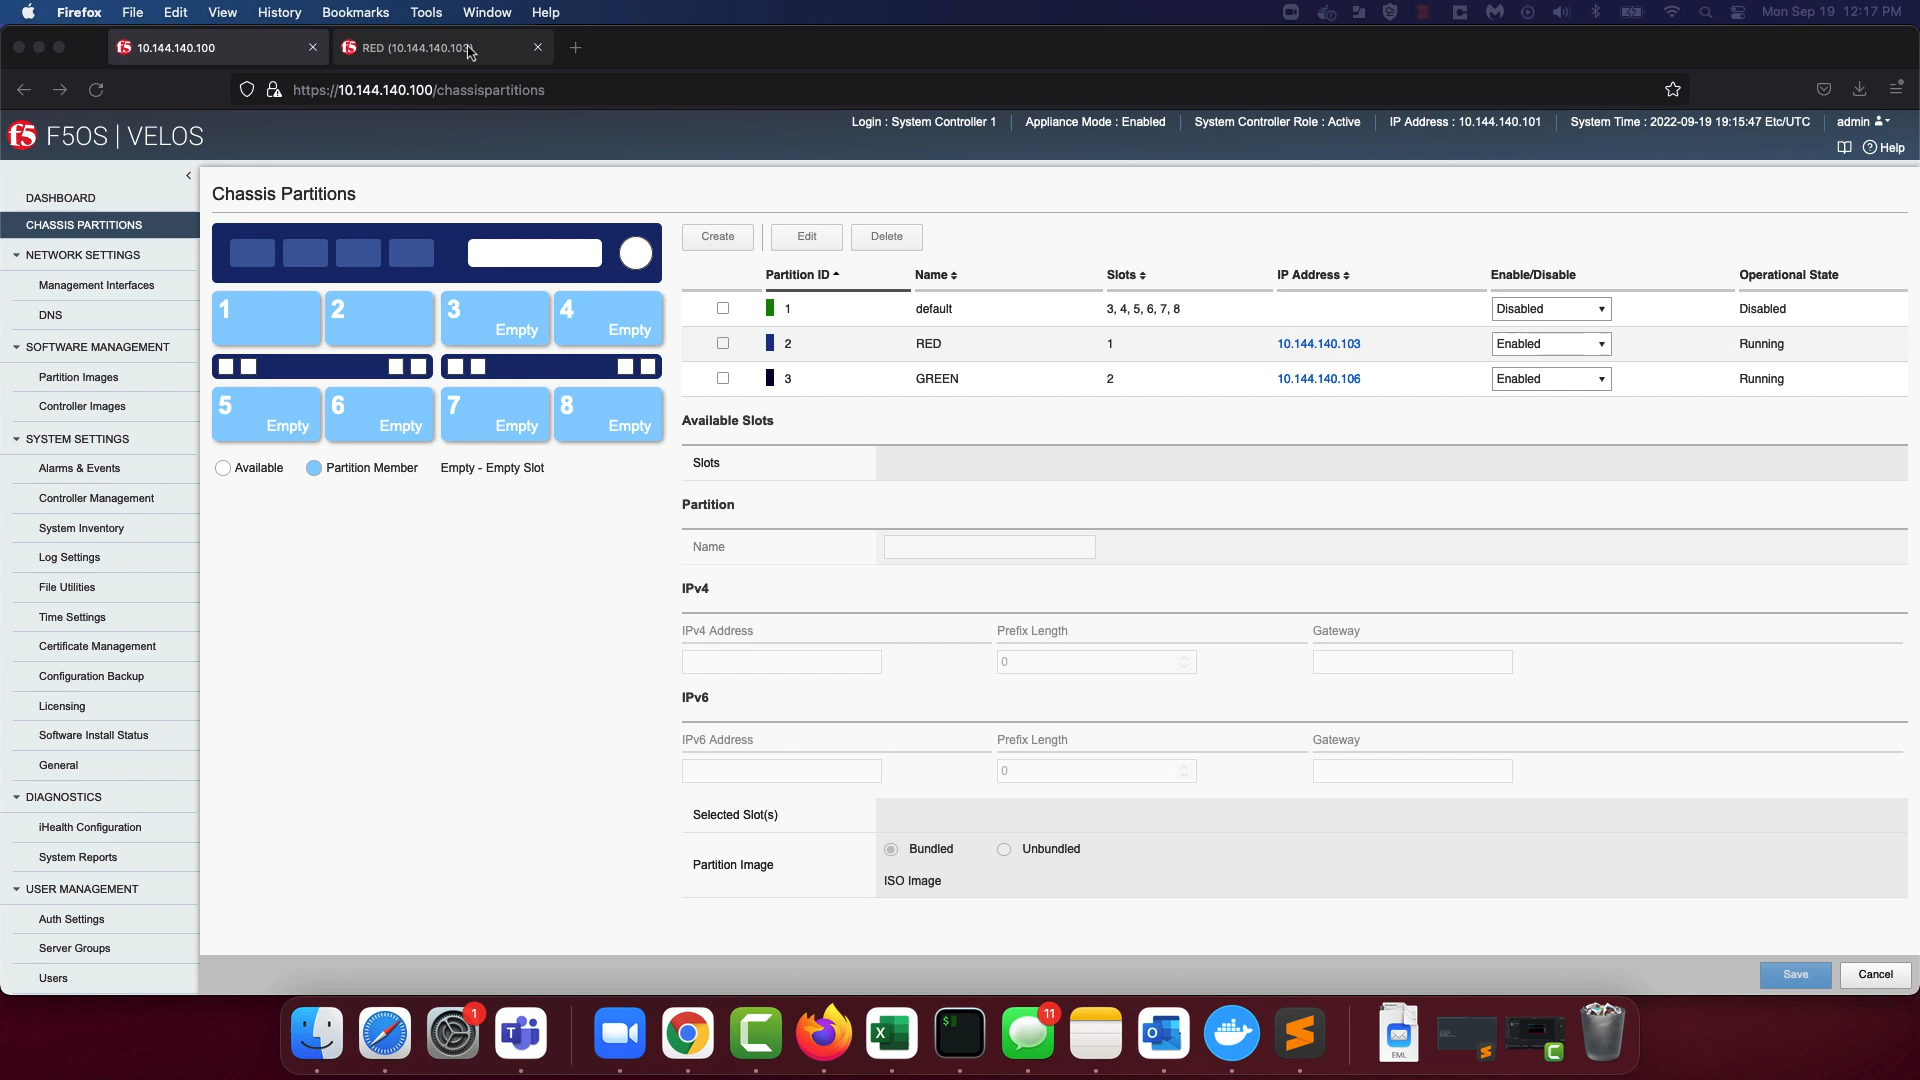 Firefox File Edit View History Bookmarks Tools Window Help Mon Sep 19 12:17 PM
10.144.140.100 RED (10.144.140.103)
https://10.144.140.100/chassispartitions
F5OS | VELOS
Login : System Controller 1 Appliance Mode : Enabled System Controller Role : Active IP Address : 10.144.140.101 System Time : 2022-09-19 19:15:47 Etc/UTC admin
Help
DASHBOARD
CHASSIS PARTITIONS
NETWORK SETTINGS
Management Interfaces
DNS
SOFTWARE MANAGEMENT
Partition Images
Controller Images
SYSTEM SETTINGS
Alarms & Events
Controller Management
System Inventory
Log Settings
File Utilities
Time Settings
Certificate Management
Configuration Backup
Licensing
Software Install Status
General
DIAGNOSTICS
iHealth Configuration
System Reports
USER MANAGEMENT
Auth Settings
Server Groups
Users
Chassis Partitions
1 2 3 Empty 4 Empty
5 Empty 6 Empty 7 Empty 8 Empty
Available Partition Member Empty - Empty Slot
Create Edit Delete
Partition ID Name Slots IP Address Enable/Disable Operational State
1 default 3, 4, 5, 6, 7, 8 Disabled Disabled
2 RED 1 10.144.140.103 Enabled Running
3 GREEN 2 10.144.140.106 Enabled Running
Available Slots
Slots
Partition
Name
IPv4
IPv4 Address Prefix Length Gateway
0
IPv6
IPv6 Address Prefix Length Gateway
0
Selected Slot(s)
Partition Image Bundled Unbundled
ISO Image
Save Cancel
1 11
EML